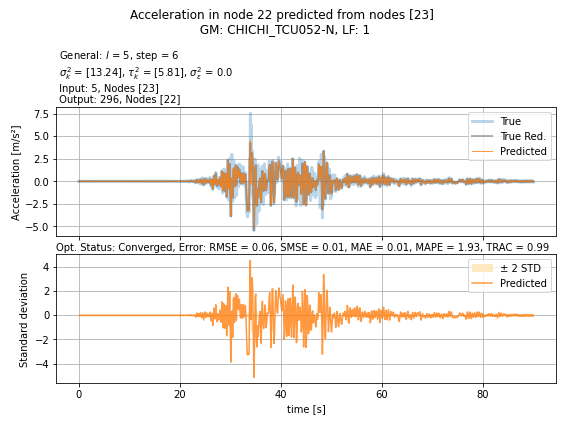 Acceleration in node 22 predicted from nodes [23]
GM: CHICHI_TCU052-N, LF: 1
General: l = 5, step = 6
σ²ₖ = [13.24], τ²ₖ = [5.81], σ²ε = 0.0
Input: 5, Nodes [23]
Output: 296, Nodes [22]
Acceleration [m/s²]
7.5
5.0
2.5
0.0
−2.5
−5.0
True
True Red.
Predicted
Opt. Status: Converged, Error: RMSE = 0.06, SMSE = 0.01, MAE = 0.01, MAPE = 1.93, TRAC = 0.99
Standard deviation
4
2
0
−2
−4
± 2 STD
Predicted
0 20 40 60 80
time [s]